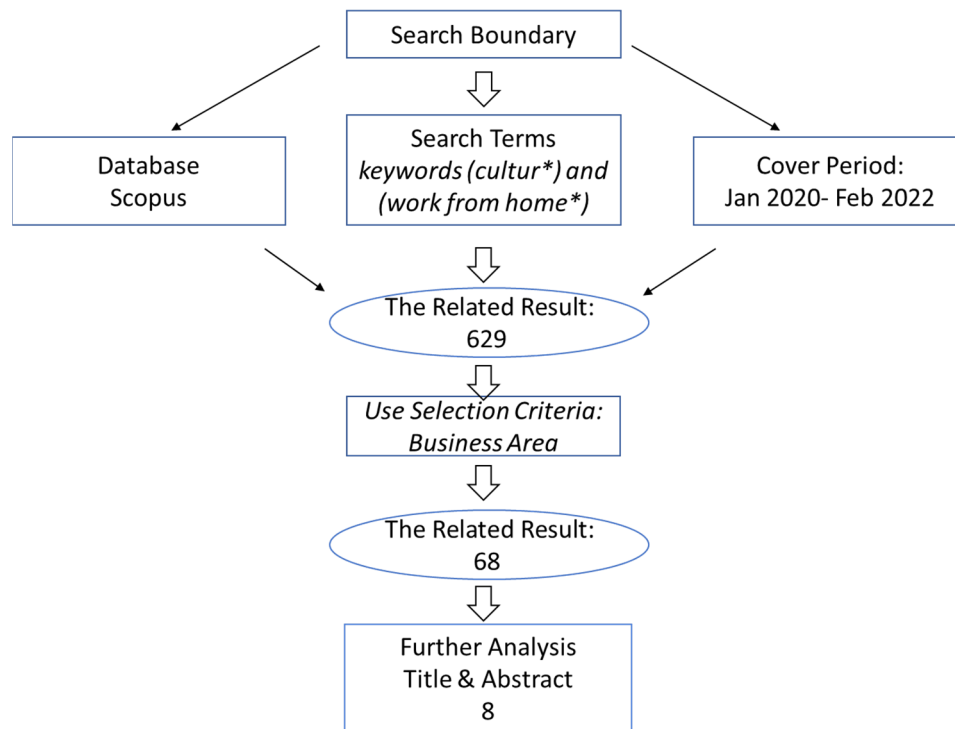 Search Boundary
Database
Scopus
Search Terms
keywords (cultur*) and
(work from home*)
Cover Period:
Jan 2020- Feb 2022
The Related Result:
629
Use Selection Criteria:
Business Area
The Related Result:
68
Further Analysis
Title & Abstract
8